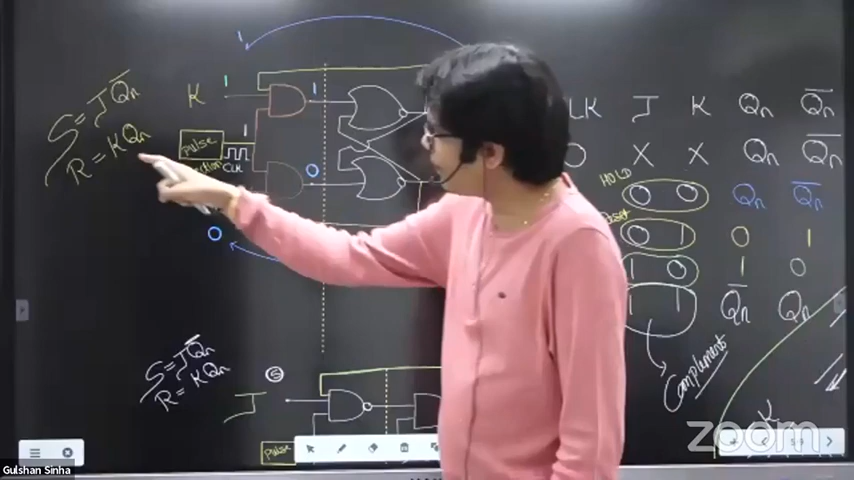 1
S = J Q̅n
R = K Qn
K
1
1
1
pulse
CLK
0
0
LK J K Qn Q̅n
0 X X Qn Q̅n
HOLD 0 0 Qn Q̅n
0 1 0 1
1 0 1 0
1 1 Q̅n Qn
Complement
S = J Q̅n
R = K Qn
S
J
pulse
K
zoom
Gulshan Sinha